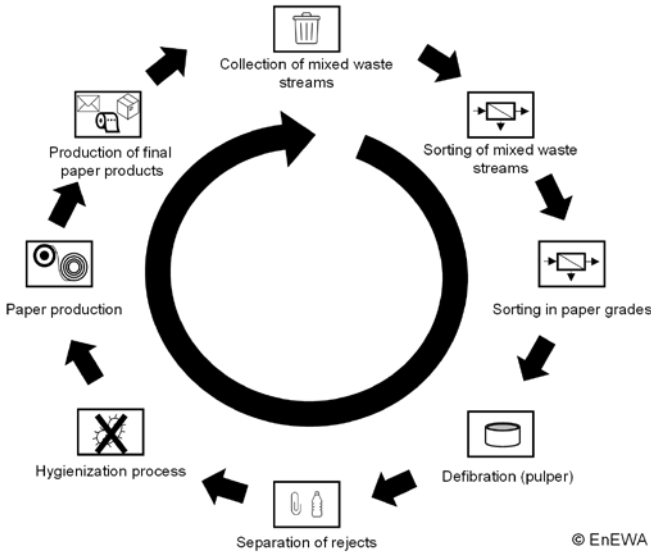 Collection of mixed waste
streams
Sorting of mixed waste
streams
Sorting in paper grades
Defibration (pulper)
Separation of rejects
Hygienization process
Paper production
Production of final
paper products
© EnEWA